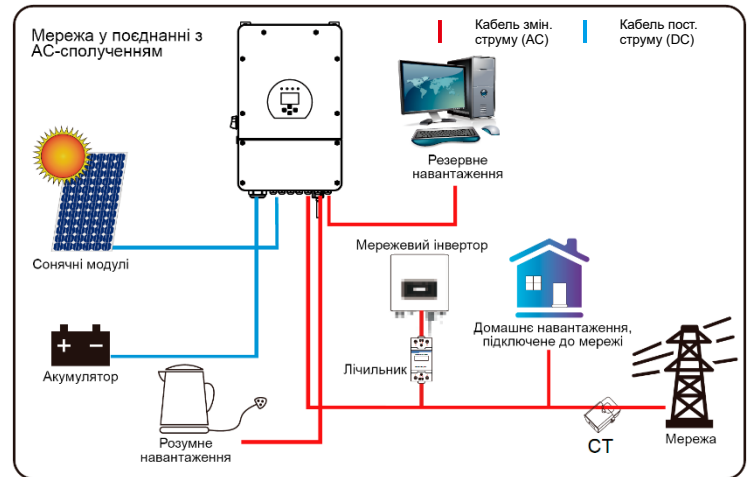 Мережа у поєднанні з
АС-сполученням
Кабель змін.
струму (AC)
Кабель пост.
струму (DC)
Резервне
навантаження
Сонячні модулі
Мережевий інвертор
Домашнє навантаження,
підключене до мережі
Лічильник
Акумулятор
Розумне
навантаження
СТ
Мережа